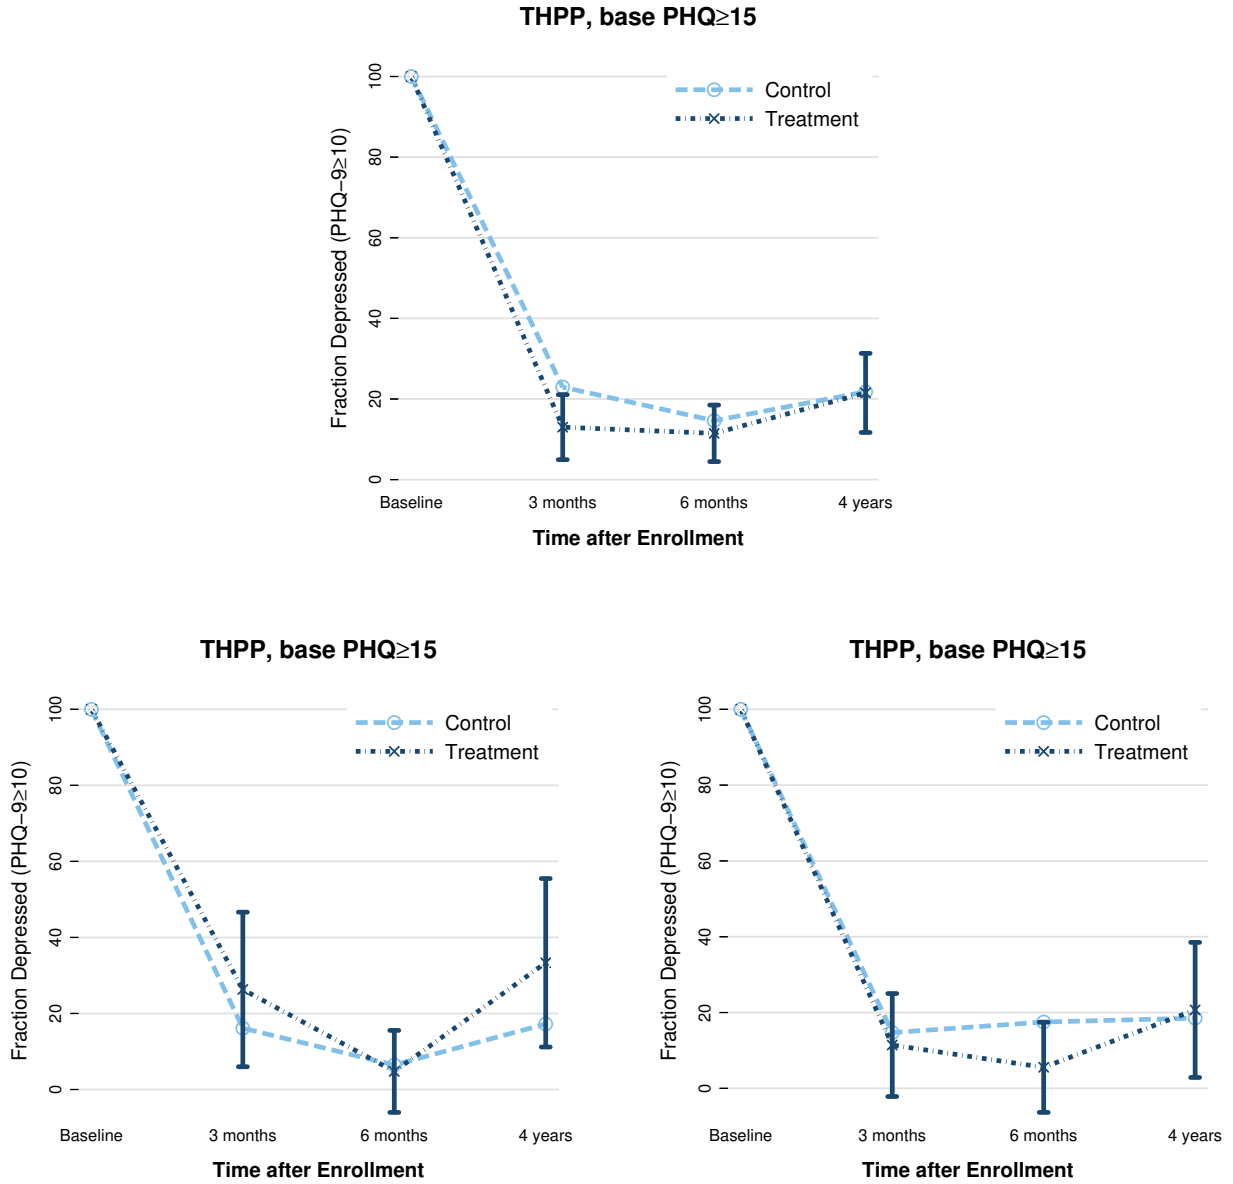 THPP, base PHQ≥15
Control
Treatment
Fraction Depressed (PHQ−9≥10)
100
80
60
40
20
0
Baseline
3 months
6 months
4 years
Time after Enrollment
THPP, base PHQ≥15
Control
Treatment
Fraction Depressed (PHQ−9≥10)
100
80
60
40
20
0
Baseline
3 months
6 months
4 years
Time after Enrollment
THPP, base PHQ≥15
Control
Treatment
Fraction Depressed (PHQ−9≥10)
100
80
60
40
20
0
Baseline
3 months
6 months
4 years
Time after Enrollment